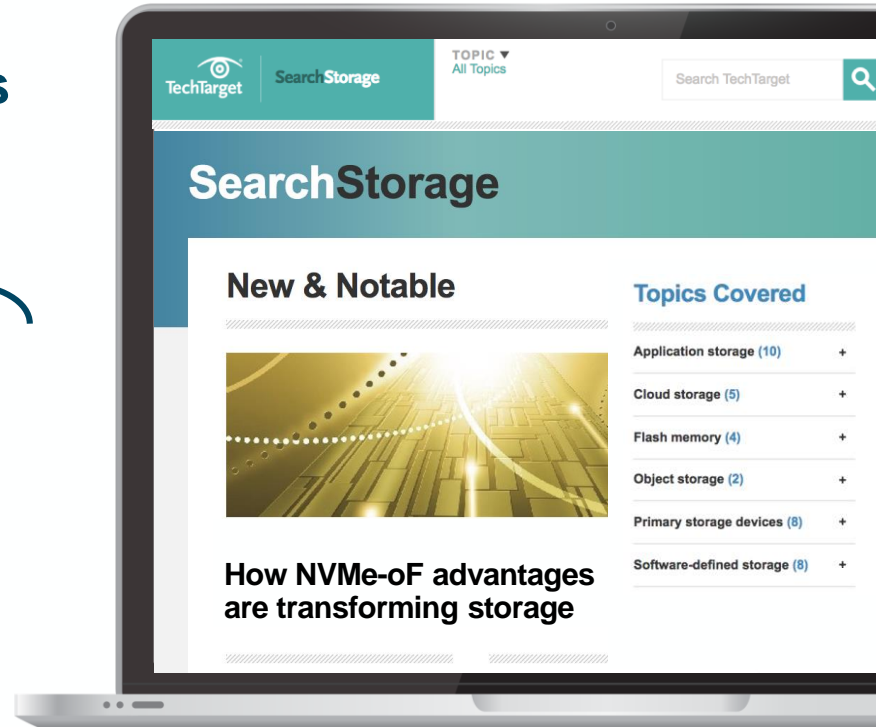 s
TechTarget
SearchStorage
TOPIC ▼
All Topics
Search TechTarget
SearchStorage
New & Notable
How NVMe-oF advantages
are transforming storage
Topics Covered
Application storage (10) +
Cloud storage (5) +
Flash memory (4) +
Object storage (2) +
Primary storage devices (8) +
Software-defined storage (8) +